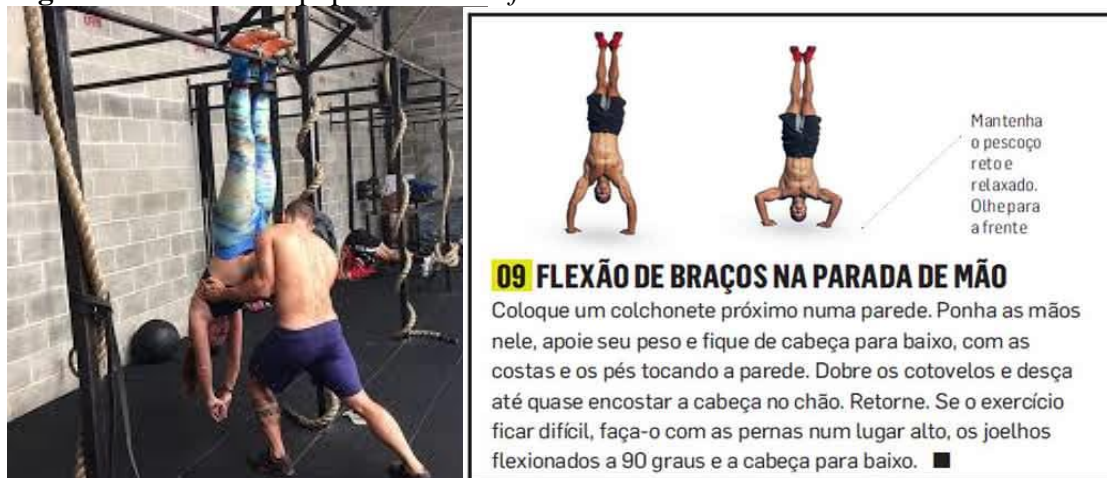 Mantenha
o pescoço
reto e
relaxado.
Olhe para
a frente
09 FLEXÃO DE BRAÇOS NA PARADA DE MÃO
Coloque um colchonete próximo numa parede. Ponha as mãos
nele, apoie seu peso e fique de cabeça para baixo, com as
costas e os pés tocando a parede. Dobre os cotovelos e desça
até quase encostar a cabeça no chão. Retorne. Se o exercício
ficar difícil, faça-o com as pernas num lugar alto, os joelhos
flexionados a 90 graus e a cabeça para baixo.